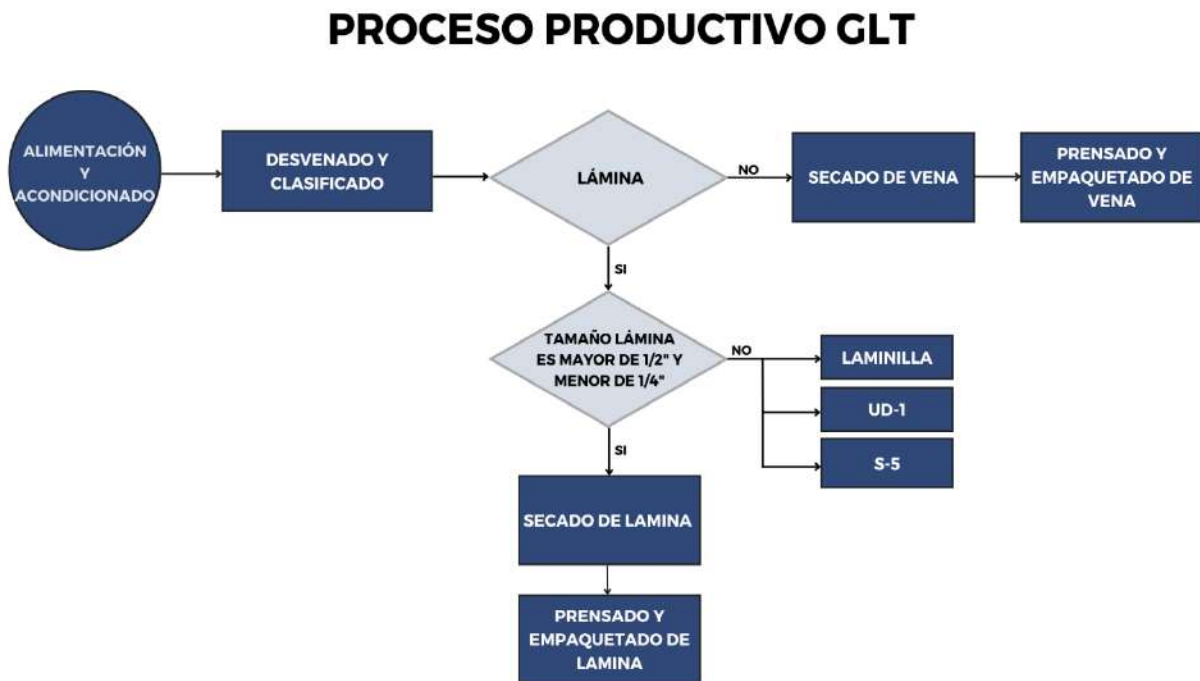 PROCESO PRODUCTIVO GLT
ALIMENTACIÓN
Y
ACONDICIONADO
DESVENADO Y
CLASIFICADO
LÁMINA
NO
SECADO DE VENA
PRENSADO Y
EMPAQUETADO DE
VENA
SI
TAMAÑO LÁMINA
ES MAYOR DE 1/2" Y
MENOR DE 1/4"
NO
LAMINILLA
UD-1
S-5
SI
SECADO DE LAMINA
PRENSADO Y
EMPAQUETADO DE
LAMINA